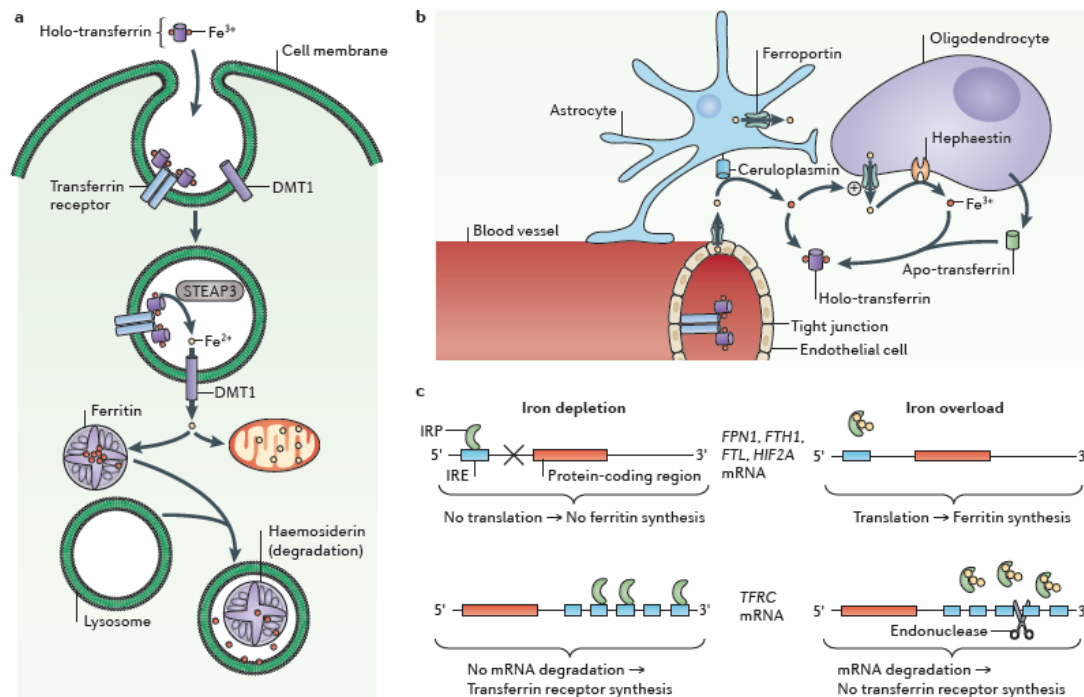 a
Holo-transferrin
Fe³⁺
Cell membrane
Transferrin
receptor
DMT1
STEAP3
Fe²⁺
DMT1
Ferritin
Haemosiderin
(degradation)
Lysosome
b
Ferroportin
Oligodendrocyte
Astrocyte
Hephaestin
Ceruloplasmin
+
Fe³⁺
Blood vessel
Apo-transferrin
Holo-transferrin
Tight junction
Endothelial cell
c
Iron depletion
Iron overload
IRP
5'
3'
IRE
Protein-coding region
No translation → No ferritin synthesis
FPN1, FTH1,
FTL, HIF2A
mRNA
5'
3'
Translation → Ferritin synthesis
5'
3'
No mRNA degradation →
Transferrin receptor synthesis
TFRC
mRNA
5'
3'
Endonuclease
mRNA degradation →
No transferrin receptor synthesis